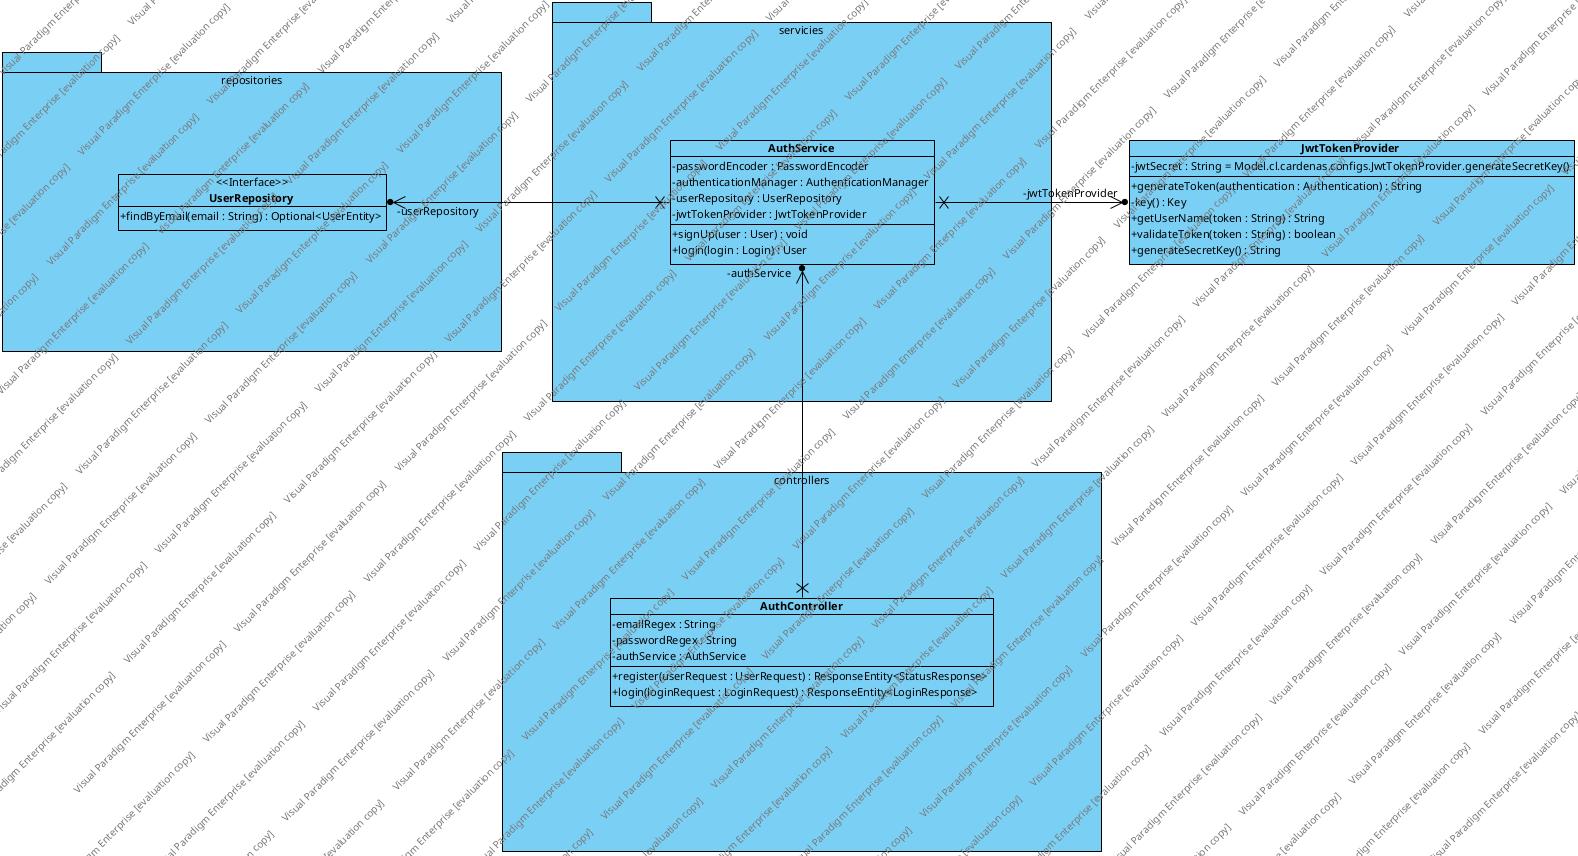 servicies
repositories
<<Interface>>
UserRepository
+findByEmail(email : String) : Optional<UserEntity>
-userRepository
AuthService
-passwordEncoder : PasswordEncoder
-authenticationManager : AuthenticationManager
-userRepository : UserRepository
-jwtTokenProvider : JwtTokenProvider
+signUp(user : User) : void
+login(login : Login) : User
-authService
-jwtTokenProvider
JwtTokenProvider
-jwtSecret : String = Model.cl.cardenas.configs.JwtTokenProvider.generateSecretKey()
+generateToken(authentication : Authentication) : String
-key() : Key
+getUserName(token : String) : String
+validateToken(token : String) : boolean
+generateSecretKey() : String
controllers
AuthController
-emailRegex : String
-passwordRegex : String
-authService : AuthService
+register(userRequest : UserRequest) : ResponseEntity<StatusResponse>
+login(loginRequest : LoginRequest) : ResponseEntity<LoginResponse>
Visual Paradigm Enterprise [evaluation copy]